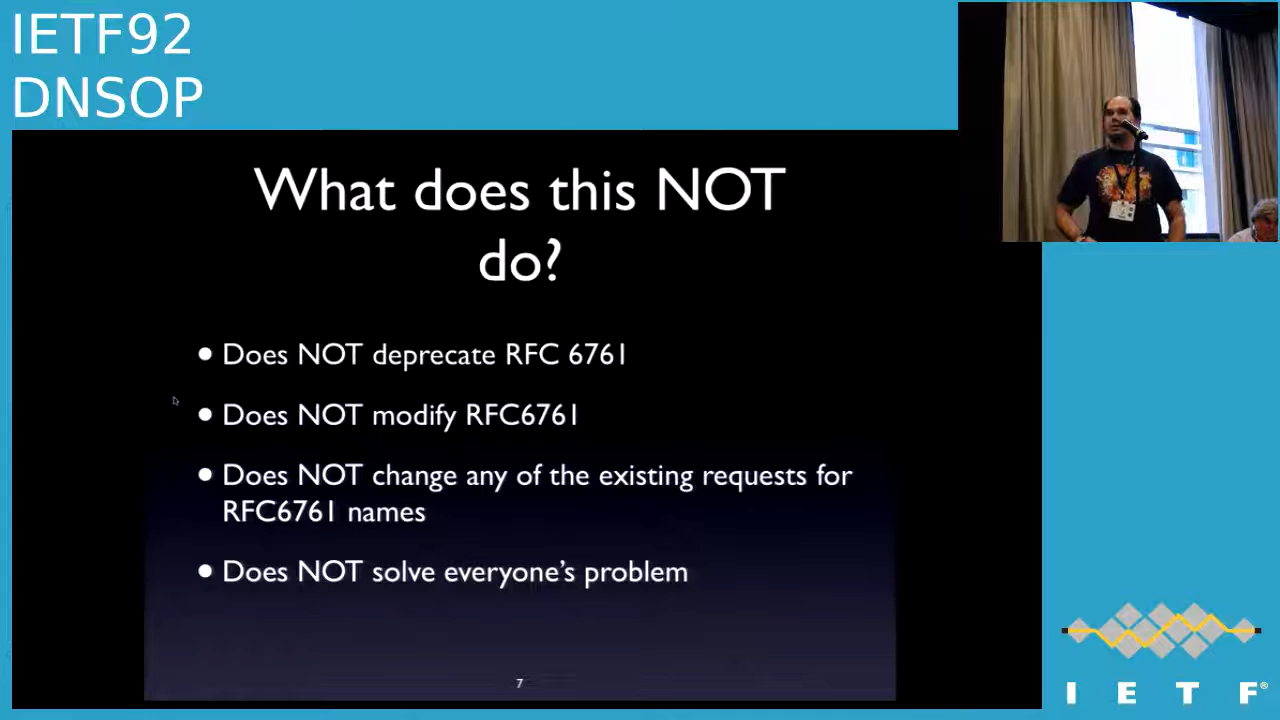 IETF92
DNSOP
What does this NOT
do?
• Does NOT deprecate RFC 6761
• Does NOT modify RFC6761
• Does NOT change any of the existing requests for
RFC6761 names
• Does NOT solve everyone's problem
7
I E T F®